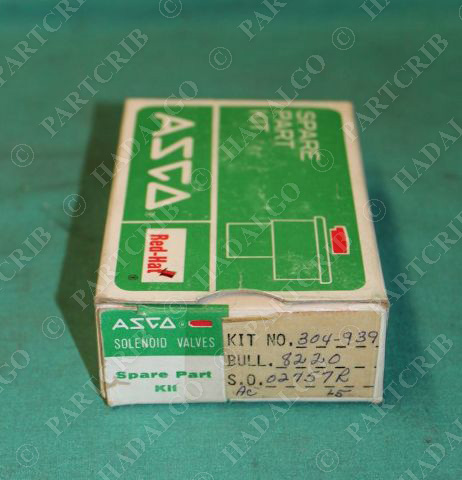 SPARE
PART
KIT
ASCO
Red-Hat
®
ASCO
SOLENOID VALVES
Spare Part
Kit
KIT NO. 304-939
BULL. 8220
S.O. 02757R
AC
© PARTCRIB
© HADALGO